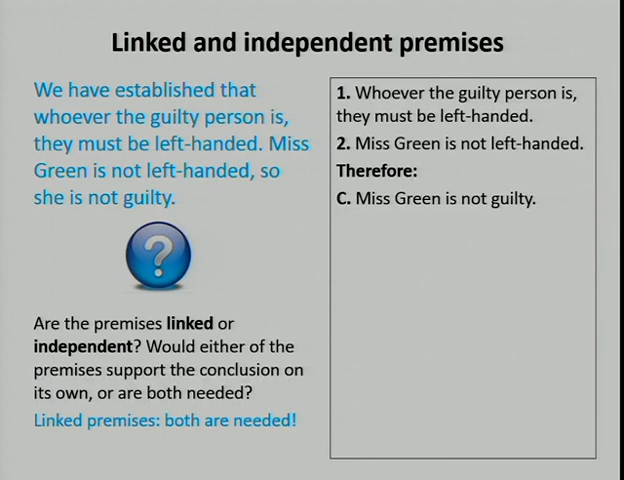 Linked and independent premises
We have established that
whoever the guilty person is,
they must be left-handed. Miss
Green is not left-handed, so
she is not guilty.
?
Are the premises linked or
independent? Would either of the
premises support the conclusion on
its own, or are both needed?
Linked premises: both are needed!
1. Whoever the guilty person is,
they must be left-handed.
2. Miss Green is not left-handed.
Therefore:
C. Miss Green is not guilty.